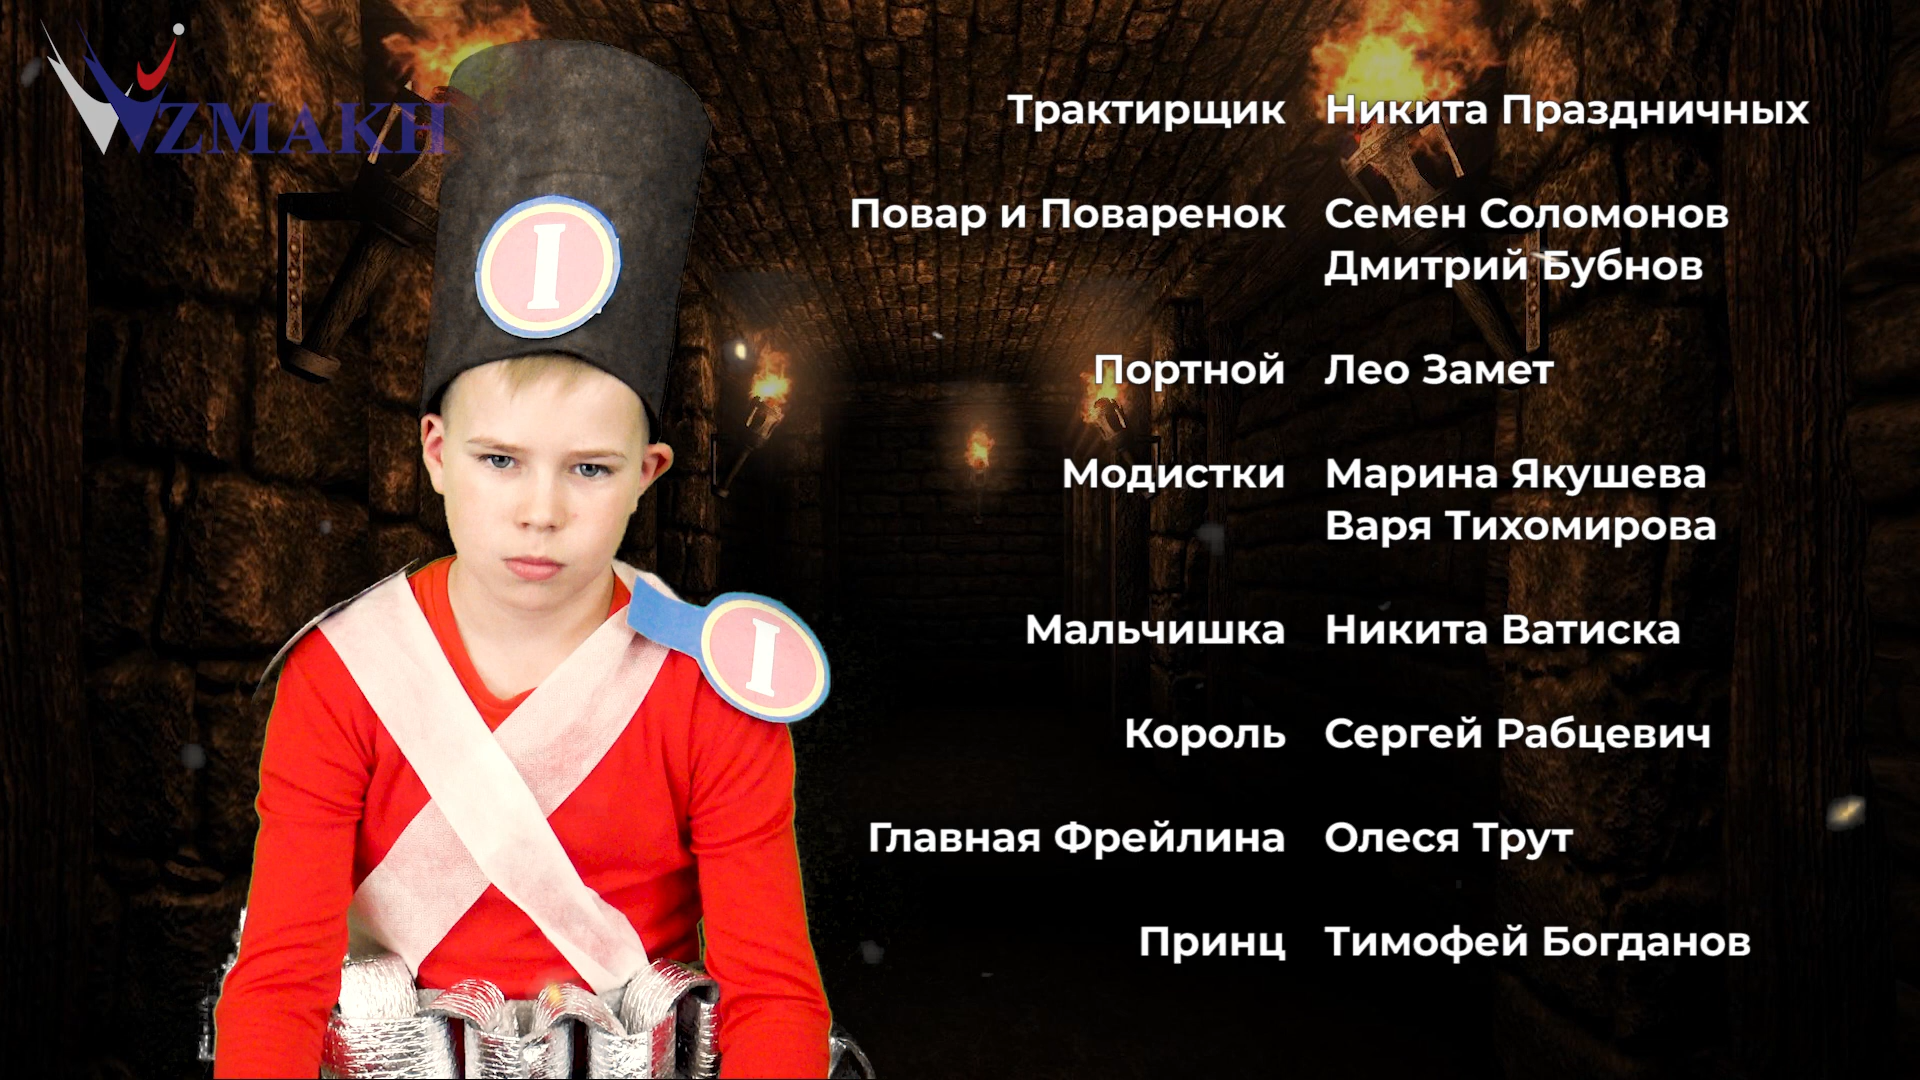 WZMAKH
I
I
Трактирщик Никита Праздничных
Повар и Поваренок Семен Соломонов
Дмитрий Бубнов
Портной Лео Замет
Модистки Марина Якушева
Варя Тихомирова
Мальчишка Никита Ватиска
Король Сергей Рабцевич
Главная Фрейлина Олеся Трут
Принц Тимофей Богданов